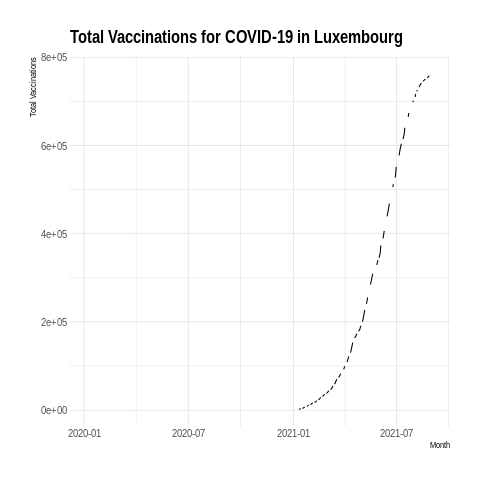 Total Vaccinations for COVID-19 in Luxembourg
Total Vaccinations
8e+05
6e+05
4e+05
2e+05
0e+00
2020-01 2020-07 2021-01 2021-07
Month